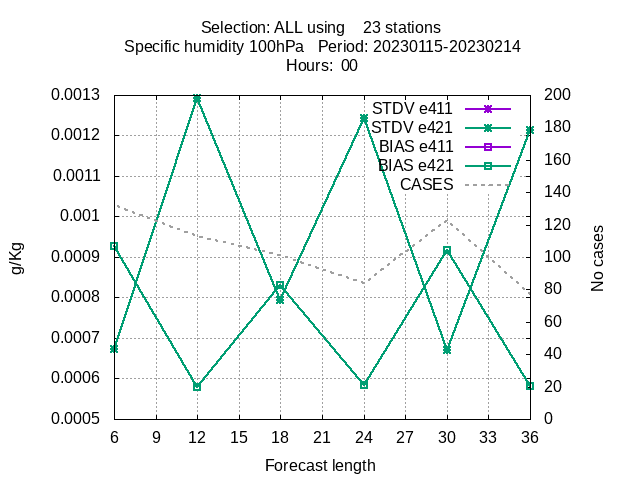 Selection: ALL using    23 stations
Specific humidity 100hPa   Period: 20230115-20230214
Hours:  00
0.0013
0.0012
0.0011
0.001
0.0009
0.0008
0.0007
0.0006
0.0005
g/Kg
STDV e411
STDV e421
BIAS e411
BIAS e421
CASES
200
180
160
140
120
100
80
60
40
20
0
No cases
6 9 12 15 18 21 24 27 30 33 36
Forecast length